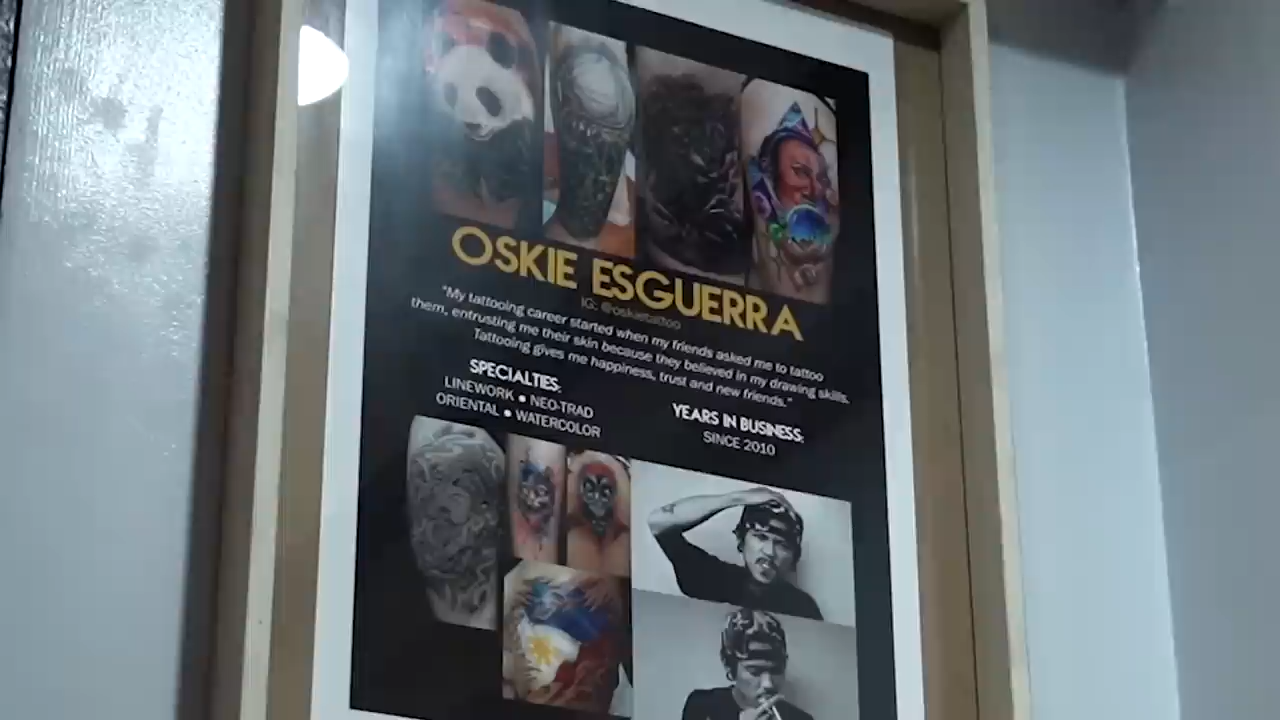 OSKIE ESGUERRA
IG: @oskietattoo
"My tattooing career started when my friends asked me to tattoo
them, entrusting me their skin because they believed in my drawing skills.
Tattooing gives me happiness, trust and new friends."
SPECIALTIES:
LINEWORK ● NEO-TRAD
ORIENTAL ● WATERCOLOR
YEARS IN BUSINESS:
SINCE 2010